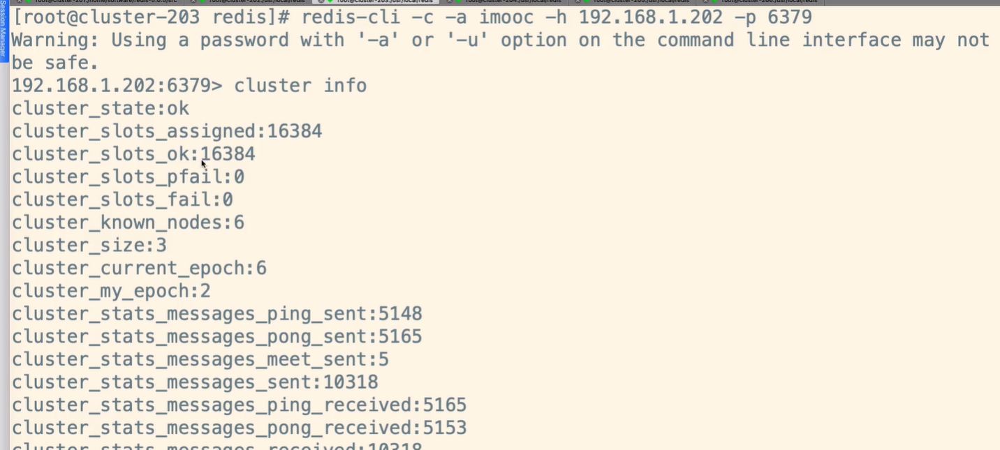 root@cluster-201:/home/software/redis-5.0.5/src root@cluster-202:/usr/local/redis root@cluster-203:/usr/local/redis root@cluster-204:/usr/local/redis root@cluster-205:/usr/local/redis root@cluster-206:/usr/local/redis
Session Manager
[root@cluster-203 redis]# redis-cli -c -a imooc -h 192.168.1.202 -p 6379
Warning: Using a password with '-a' or '-u' option on the command line interface may not
be safe.
192.168.1.202:6379> cluster info
cluster_state:ok
cluster_slots_assigned:16384
cluster_slots_ok:16384
cluster_slots_pfail:0
cluster_slots_fail:0
cluster_known_nodes:6
cluster_size:3
cluster_current_epoch:6
cluster_my_epoch:2
cluster_stats_messages_ping_sent:5148
cluster_stats_messages_pong_sent:5165
cluster_stats_messages_meet_sent:5
cluster_stats_messages_sent:10318
cluster_stats_messages_ping_received:5165
cluster_stats_messages_pong_received:5153
cluster_stats_messages_received:10318